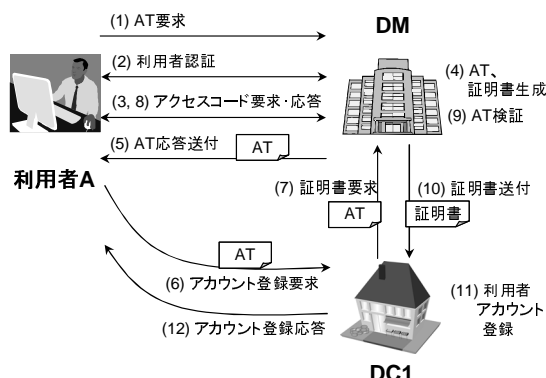 (1) AT要求
DM
(2) 利用者認証
(4) AT、
証明書生成
(3, 8) アクセスコード要求・応答
(9) AT検証
(5) AT応答送付
AT
利用者A
(7) 証明書要求
(10) 証明書送付
AT
証明書
AT
(6) アカウント登録要求
(11) 利用者
アカウント
登録
(12) アカウント登録応答
DC1